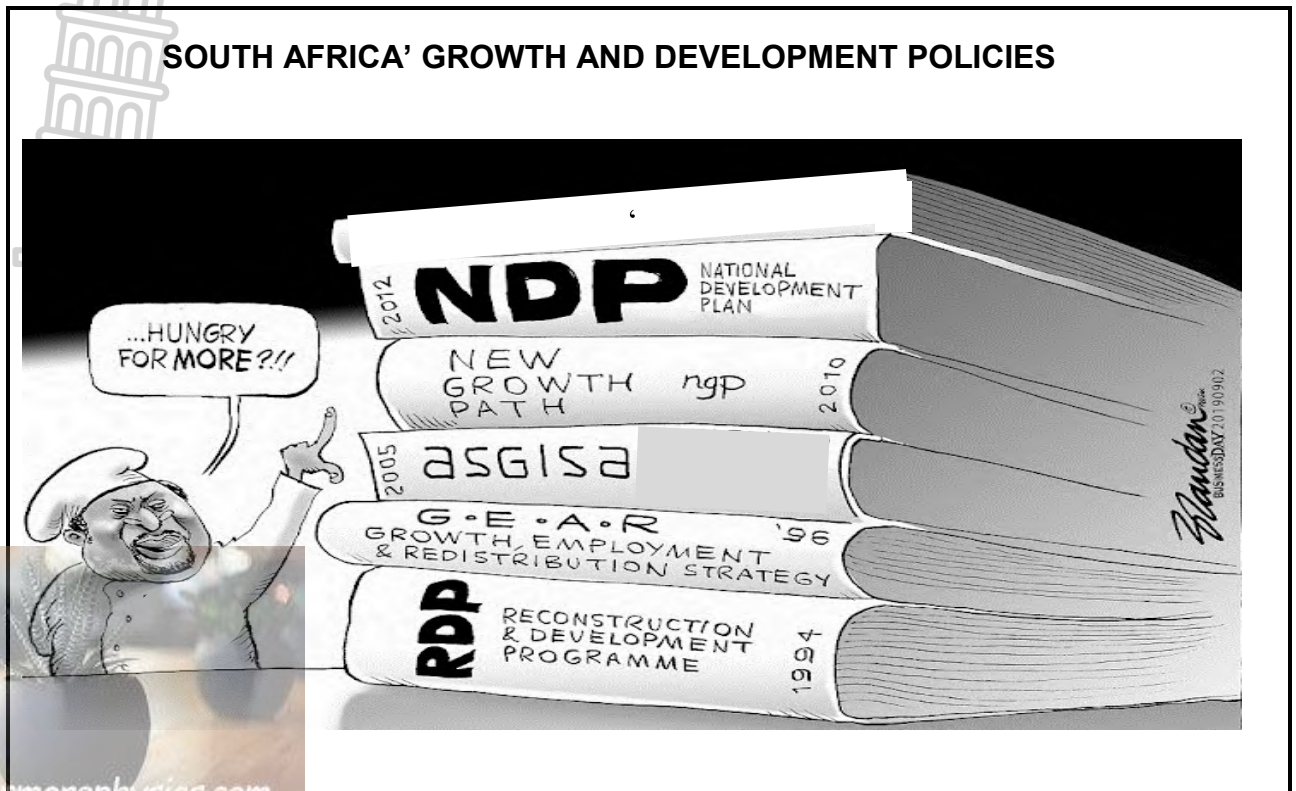 SOUTH AFRICA' GROWTH AND DEVELOPMENT POLICIES
‘
2012
NDP
NATIONAL
DEVELOPMENT
PLAN
...HUNGRY
FOR MORE?!!
NEW
GROWTH
PATH
ngp
2010
2005
asgisa
G•E•A•R
'96
GROWTH, EMPLOYMENT
& REDISTRIBUTION STRATEGY
RDP
RECONSTRUCTION
& DEVELOPMENT
PROGRAMME
1994
Brandan
©
BUSINESSDAY 20190902